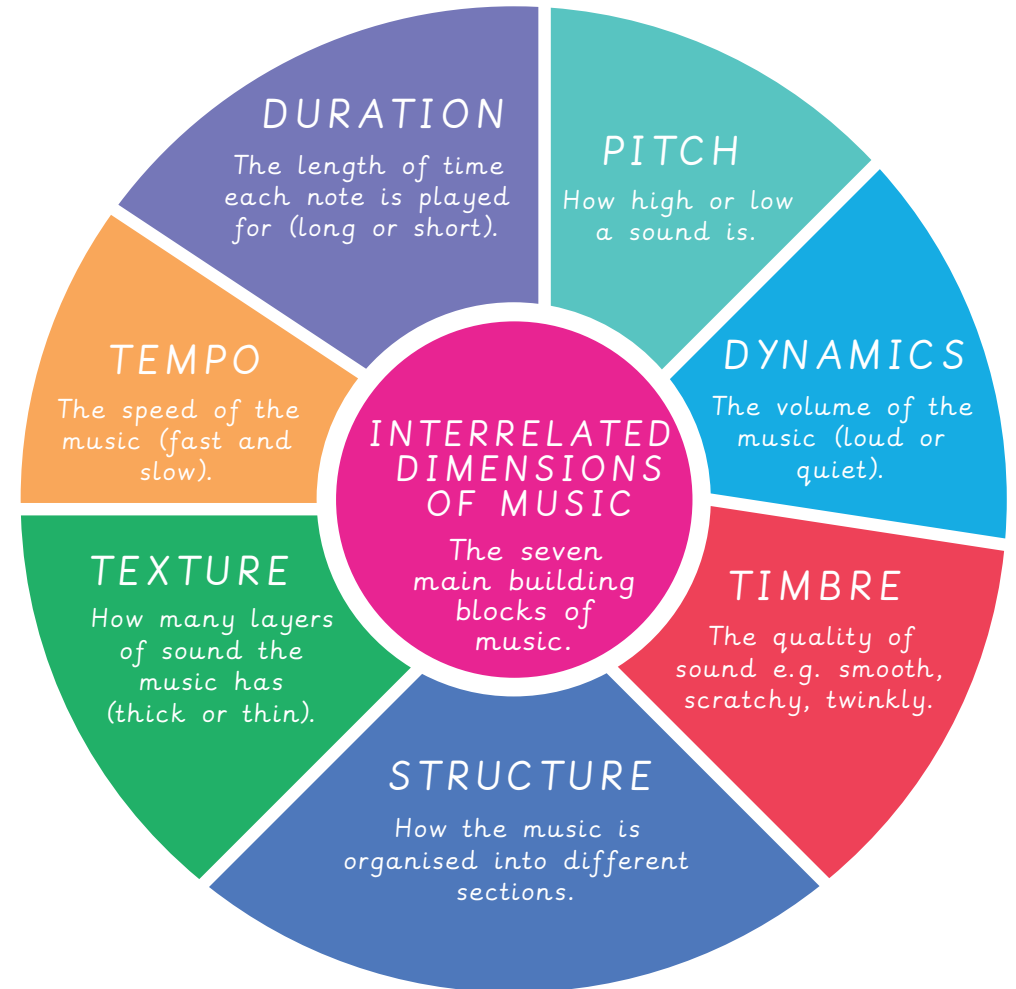 DURATION
The length of time
each note is played
for (long or short).
PITCH
How high or low
a sound is.
DYNAMICS
The volume of the
music (loud or
quiet).
TIMBRE
The quality of
sound e.g. smooth,
scratchy, twinkly.
STRUCTURE
How the music is
organised into different
sections.
TEXTURE
How many layers
of sound the
music has
(thick or thin).
TEMPO
The speed of the
music (fast and
slow).
INTERRELATED
DIMENSIONS
OF MUSIC
The seven
main building
blocks of
music.